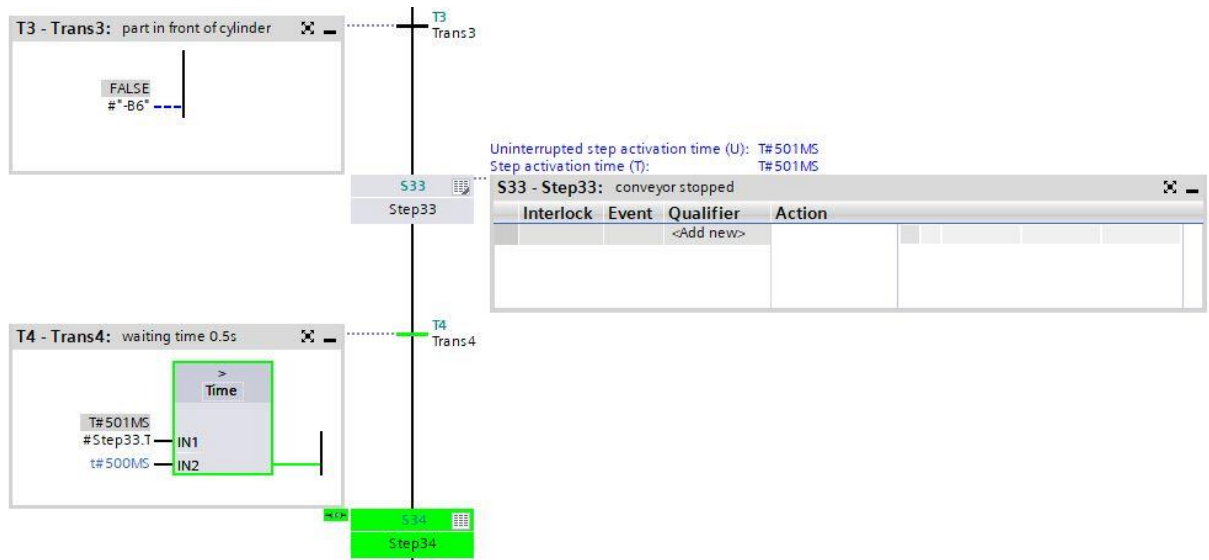 T3 - Trans3: part in front of cylinder
T3
Trans3
FALSE
#"-B6"
Uninterrupted step activation time (U): T#501MS
Step activation time (T): T#501MS
S33
Step33
S33 - Step33: conveyor stopped
Interlock Event Qualifier Action
<Add new>
T4 - Trans4: waiting time 0.5s
T4
Trans4
>
Time
T#501MS
#Step33.T IN1
t#500MS IN2
S34
Step34